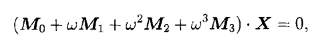 (M₀ + ωM₁ + ω²M₂ + ω³M₃) · X = 0,